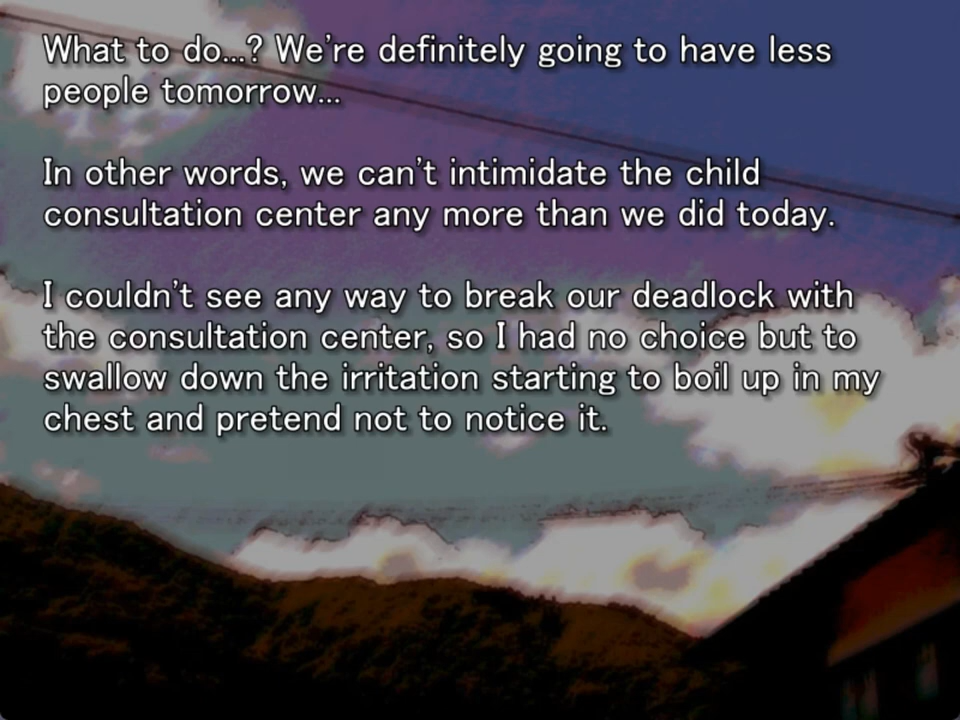 What to do...? We're definitely going to have less
people tomorrow...
In other words, we can't intimidate the child
consultation center any more than we did today.
I couldn't see any way to break our deadlock with
the consultation center, so I had no choice but to
swallow down the irritation starting to boil up in my
chest and pretend not to notice it.